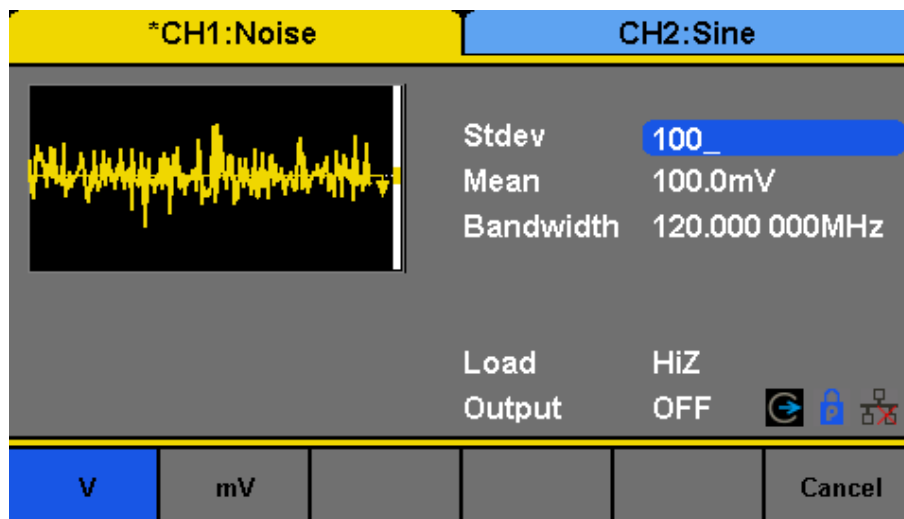 *CH1:Noise
CH2:Sine
Stdev 100_
Mean 100.0mV
Bandwidth 120.000 000MHz
Load HiZ
Output OFF
P
V mV Cancel